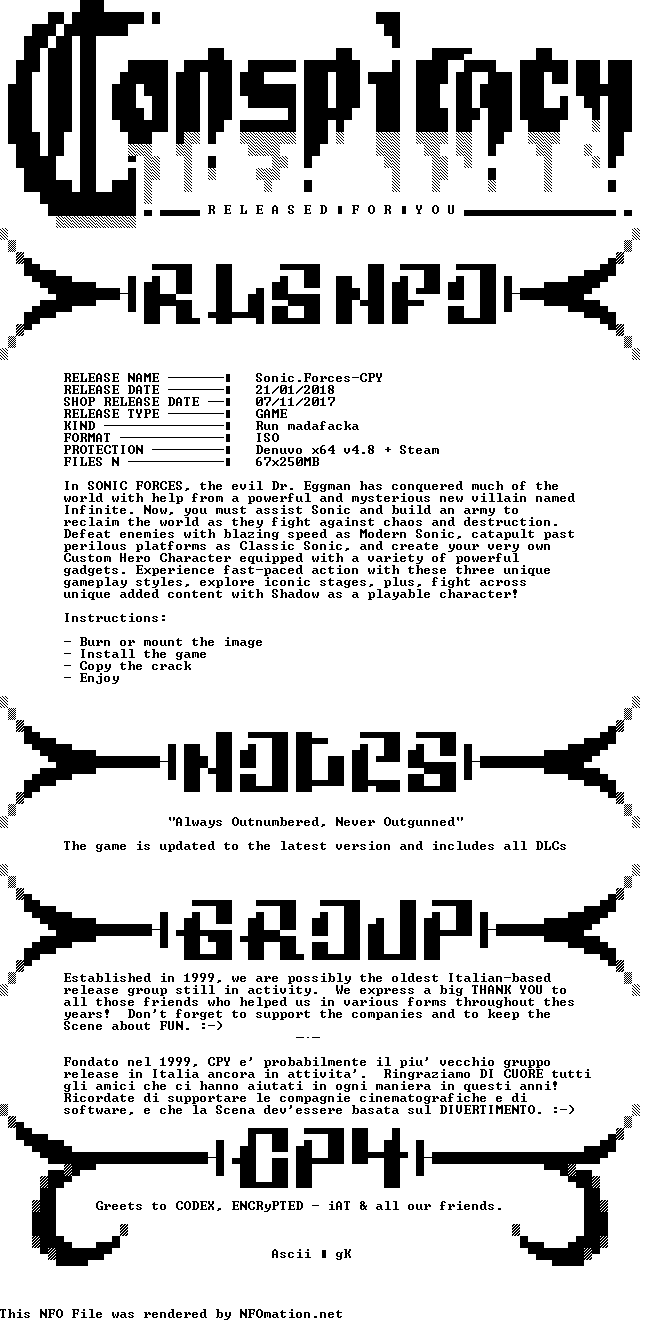 Conspiracy
RELEASED FOR YOU
RLSNFO
RELEASE NAME Sonic.Forces-CPY
RELEASE DATE 21/01/2018
SHOP RELEASE DATE 07/11/2017
RELEASE TYPE GAME
KIND Run madafacka
FORMAT ISO
PROTECTION Denuvo x64 v4.8 + Steam
FILES N 67x250MB
In SONIC FORCES, the evil Dr. Eggman has conquered much of the
world with help from a powerful and mysterious new villain named
Infinite. Now, you must assist Sonic and build an army to
reclaim the world as they fight against chaos and destruction.
Defeat enemies with blazing speed as Modern Sonic, catapult past
perilous platforms as Classic Sonic, and create your very own
Custom Hero Character equipped with a variety of powerful
gadgets. Experience fast-paced action with these three unique
gameplay styles, explore iconic stages, plus, fight across
unique added content with Shadow as a playable character!
Instructions:
- Burn or mount the image
- Install the game
- Copy the crack
- Enjoy
NOTES
"Always Outnumbered, Never Outgunned"
The game is updated to the latest version and includes all DLCs
GROUP
Established in 1999, we are possibly the oldest Italian-based
release group still in activity.  We express a big THANK YOU to
all those friends who helped us in various forms throughout thes
years!  Don't forget to support the companies and to keep the
Scene about FUN. :-)
—·—
Fondato nel 1999, CPY e' probabilmente il piu' vecchio gruppo
release in Italia ancora in attivita'.  Ringraziamo DI CUORE tutti
gli amici che ci hanno aiutati in ogni maniera in questi anni!
Ricordate di supportare le compagnie cinematografiche e di
software, e che la Scena dev'essere basata sul DIVERTIMENTO. :-)
CPY
Greets to CODEX, ENCRyPTED - iAT & all our friends.
Ascii gK
This NFO File was rendered by NFOmation.net